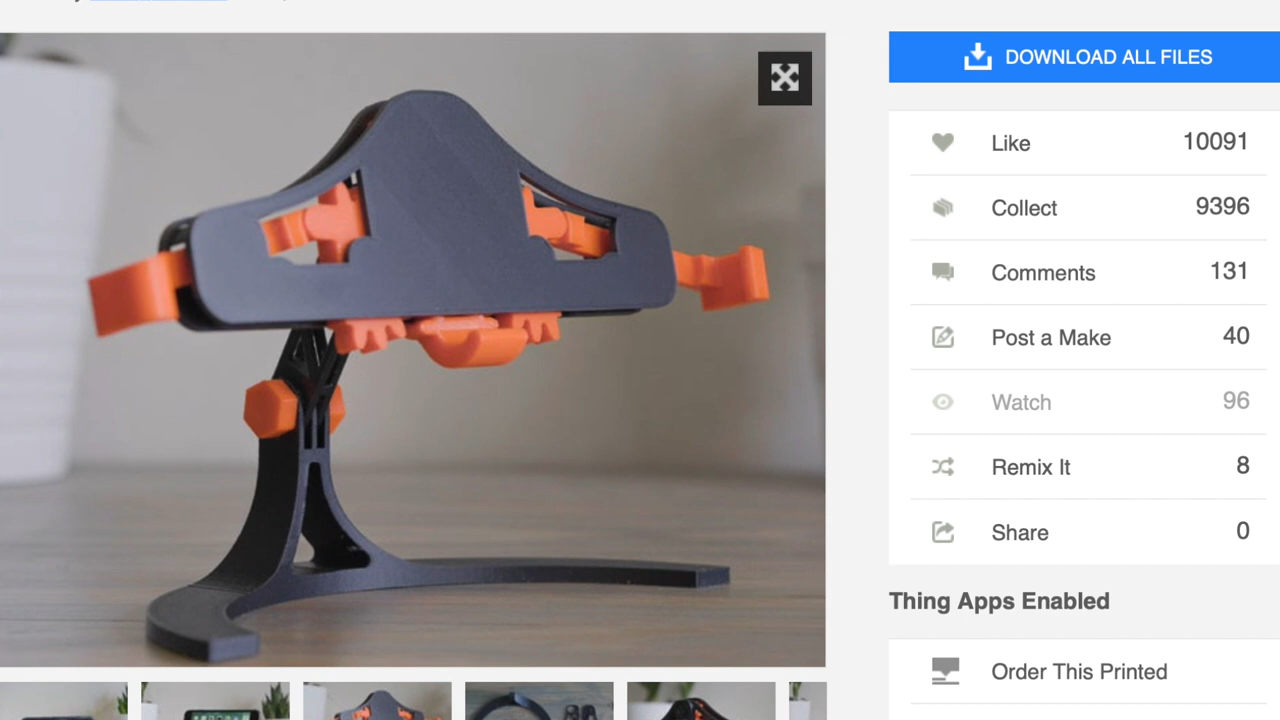 DOWNLOAD ALL FILES
Like 10091
Collect 9396
Comments 131
Post a Make 40
Watch 96
Remix It 8
Share 0
Thing Apps Enabled
Order This Printed